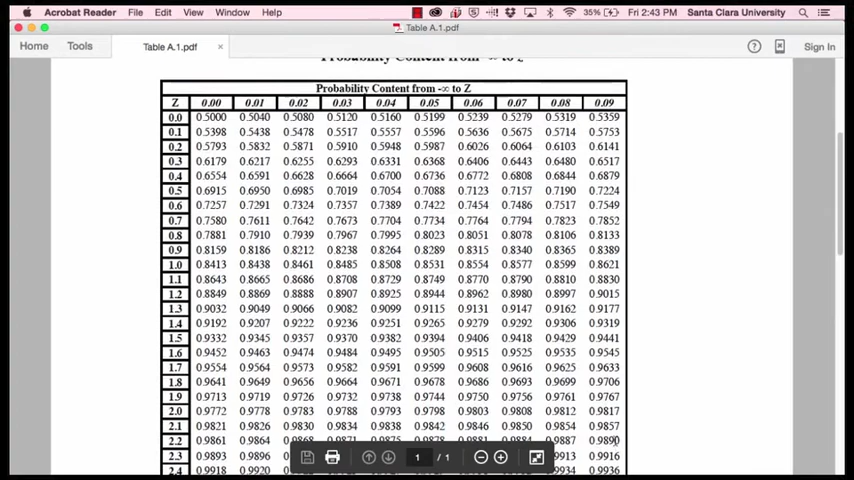 Acrobat Reader File Edit View Window Help 35% Fri 2:43 PM Santa Clara University
Table A.1.pdf
Home Tools Table A.1.pdf × ? Sign In
Probability Content from -∞ to Z
Probability Content from -∞ to Z
Z 0.00 0.01 0.02 0.03 0.04 0.05 0.06 0.07 0.08 0.09
0.0 0.5000 0.5040 0.5080 0.5120 0.5160 0.5199 0.5239 0.5279 0.5319 0.5359
0.1 0.5398 0.5438 0.5478 0.5517 0.5557 0.5596 0.5636 0.5675 0.5714 0.5753
0.2 0.5793 0.5832 0.5871 0.5910 0.5948 0.5987 0.6026 0.6064 0.6103 0.6141
0.3 0.6179 0.6217 0.6255 0.6293 0.6331 0.6368 0.6406 0.6443 0.6480 0.6517
0.4 0.6554 0.6591 0.6628 0.6664 0.6700 0.6736 0.6772 0.6808 0.6844 0.6879
0.5 0.6915 0.6950 0.6985 0.7019 0.7054 0.7088 0.7123 0.7157 0.7190 0.7224
0.6 0.7257 0.7291 0.7324 0.7357 0.7389 0.7422 0.7454 0.7486 0.7517 0.7549
0.7 0.7580 0.7611 0.7642 0.7673 0.7704 0.7734 0.7764 0.7794 0.7823 0.7852
0.8 0.7881 0.7910 0.7939 0.7967 0.7995 0.8023 0.8051 0.8078 0.8106 0.8133
0.9 0.8159 0.8186 0.8212 0.8238 0.8264 0.8289 0.8315 0.8340 0.8365 0.8389
1.0 0.8413 0.8438 0.8461 0.8485 0.8508 0.8531 0.8554 0.8577 0.8599 0.8621
1.1 0.8643 0.8665 0.8686 0.8708 0.8729 0.8749 0.8770 0.8790 0.8810 0.8830
1.2 0.8849 0.8869 0.8888 0.8907 0.8925 0.8944 0.8962 0.8980 0.8997 0.9015
1.3 0.9032 0.9049 0.9066 0.9082 0.9099 0.9115 0.9131 0.9147 0.9162 0.9177
1.4 0.9192 0.9207 0.9222 0.9236 0.9251 0.9265 0.9279 0.9292 0.9306 0.9319
1.5 0.9332 0.9345 0.9357 0.9370 0.9382 0.9394 0.9406 0.9418 0.9429 0.9441
1.6 0.9452 0.9463 0.9474 0.9484 0.9495 0.9505 0.9515 0.9525 0.9535 0.9545
1.7 0.9554 0.9564 0.9573 0.9582 0.9591 0.9599 0.9608 0.9616 0.9625 0.9633
1.8 0.9641 0.9649 0.9656 0.9664 0.9671 0.9678 0.9686 0.9693 0.9699 0.9706
1.9 0.9713 0.9719 0.9726 0.9732 0.9738 0.9744 0.9750 0.9756 0.9761 0.9767
2.0 0.9772 0.9778 0.9783 0.9788 0.9793 0.9798 0.9803 0.9808 0.9812 0.9817
2.1 0.9821 0.9826 0.9830 0.9834 0.9838 0.9842 0.9846 0.9850 0.9854 0.9857
2.2 0.9861 0.9864 0.9868 0.9871 0.9875 0.9878 0.9881 0.9884 0.9887 0.9890
2.3 0.9893 0.9896 9913 0.9916
1 / 1
2.4 0.9918 0.9920 9934 0.9936